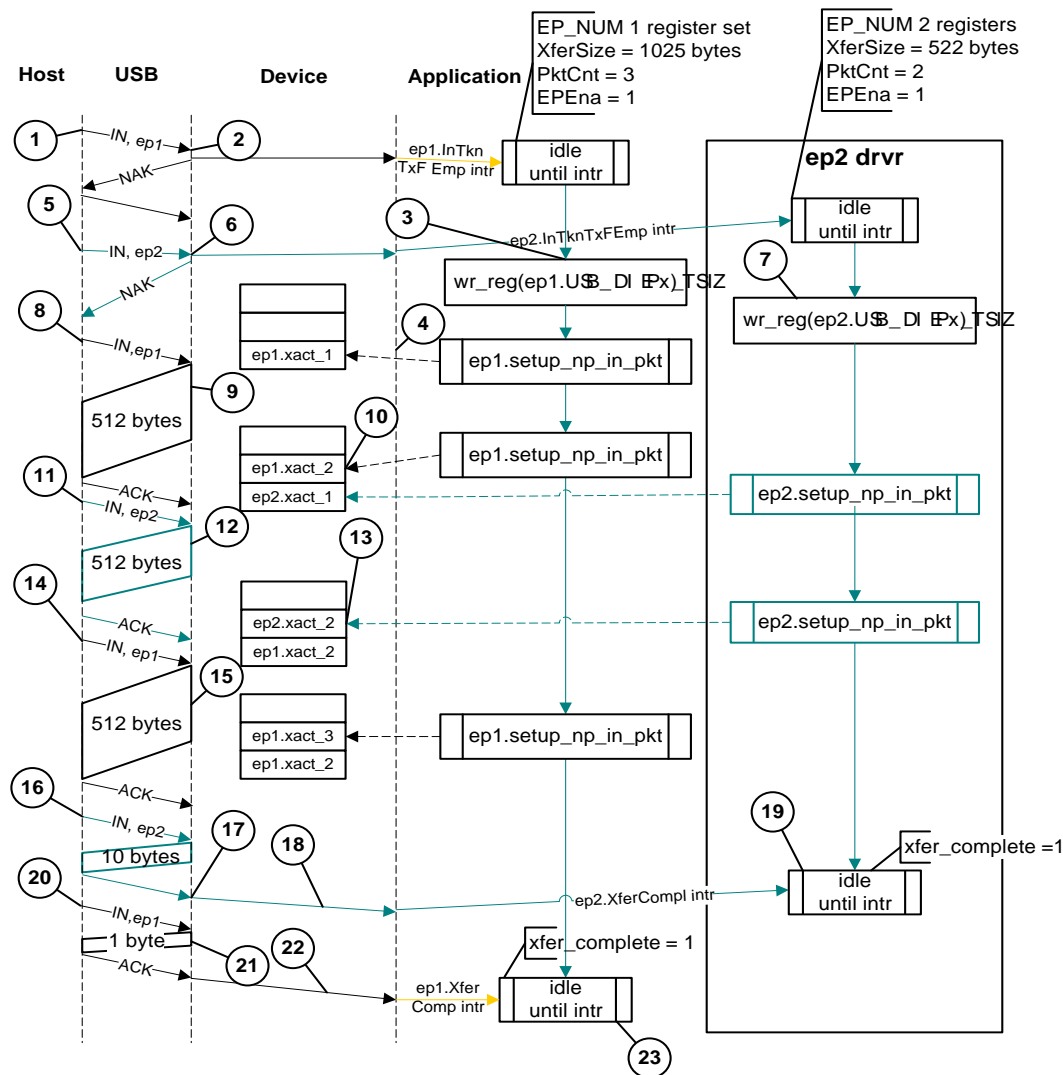 EP_NUM 1 register set
XferSize = 1025 bytes
PktCnt = 3
EPEna = 1
EP_NUM 2 registers
XferSize = 522 bytes
PktCnt = 2
EPEna = 1
Host
USB
Device
Application
1
IN, ep1
2
ep1.InTkn
TxF Emp intr
idle
until intr
ep2 drvr
NAK
5
3
6
idle
until intr
IN, ep2
ep2.InTknTxFEmp intr
7
wr_reg(ep1.USB_DIEPx)_TSIZ
NAK
8
wr_reg(ep2.USB_DIEPx)_TSIZ
IN,ep1
4
ep1.xact_1
ep1.setup_np_in_pkt
9
512 bytes
10
ep1.xact_2
ep1.setup_np_in_pkt
11
ACK
ep2.xact_1
ep2.setup_np_in_pkt
IN, ep2
12
13
512 bytes
14
ACK
ep2.xact_2
ep2.setup_np_in_pkt
IN, ep1
ep1.xact_2
15
512 bytes
ep1.xact_3
ep1.setup_np_in_pkt
ep1.xact_2
16
ACK
17
IN, ep2
18
19
xfer_complete =1
10 bytes
20
idle
until intr
ep2.XferCompl intr
IN,ep1
1 byte
21
22
xfer_complete = 1
ACK
ep1.Xfer
Comp intr
idle
until intr
23